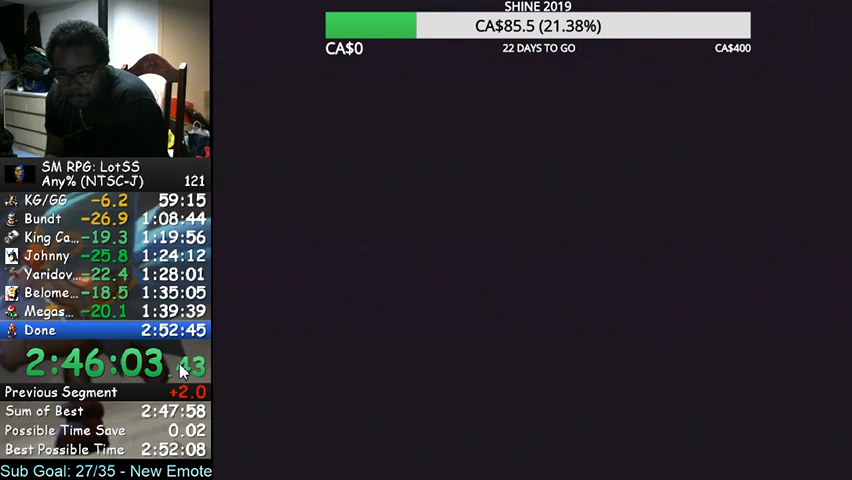 SHINE 2019
CA$85.5 (21.38%)
CA$0
22 DAYS TO GO
CA$400
SM RPG: LotSS
Any% (NTSC-J) 121
KG/GG -6.2 59:15
Bundt -26.9 1:08:44
King Ca... -19.3 1:19:56
Johnny -25.8 1:24:12
Yaridov... -22.4 1:28:01
Belome... -18.5 1:35:05
Megas... -20.1 1:39:39
Done 2:52:45
2:46:03.43
Previous Segment +2.0
Sum of Best 2:47:58
Possible Time Save 0.02
Best Possible Time 2:52:08
Sub Goal: 27/35 - New Emote